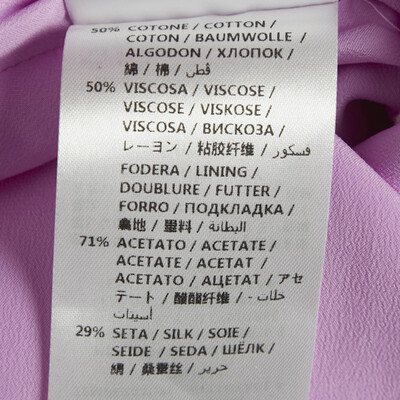 50% COTONE / COTTON /
COTON / BAUMWOLLE /
ALGODON / ХЛОПОК /
綿 / 棉 / قطن /
50% VISCOSA / VISCOSE /
VISCOSE / VISKOSE /
VISCOSA / ВИСКОЗА /
レーヨン / 粘胶纤维 / فسكور /
FODERA / LINING /
DOUBLURE / FUTTER /
FORRO / ПОДКЛАДКА /
裏地 / 里料 / البطانة /
71% ACETATO / ACETATE /
ACETATE / ACETAT /
ACETATO / АЦЕТАТ / アセ
テート / 醋酯纤维 / خلات -
أسيتات /
29% SETA / SILK / SOIE /
SEIDE / SEDA / ШЁЛК /
絹 / 桑蚕丝 / حرير /